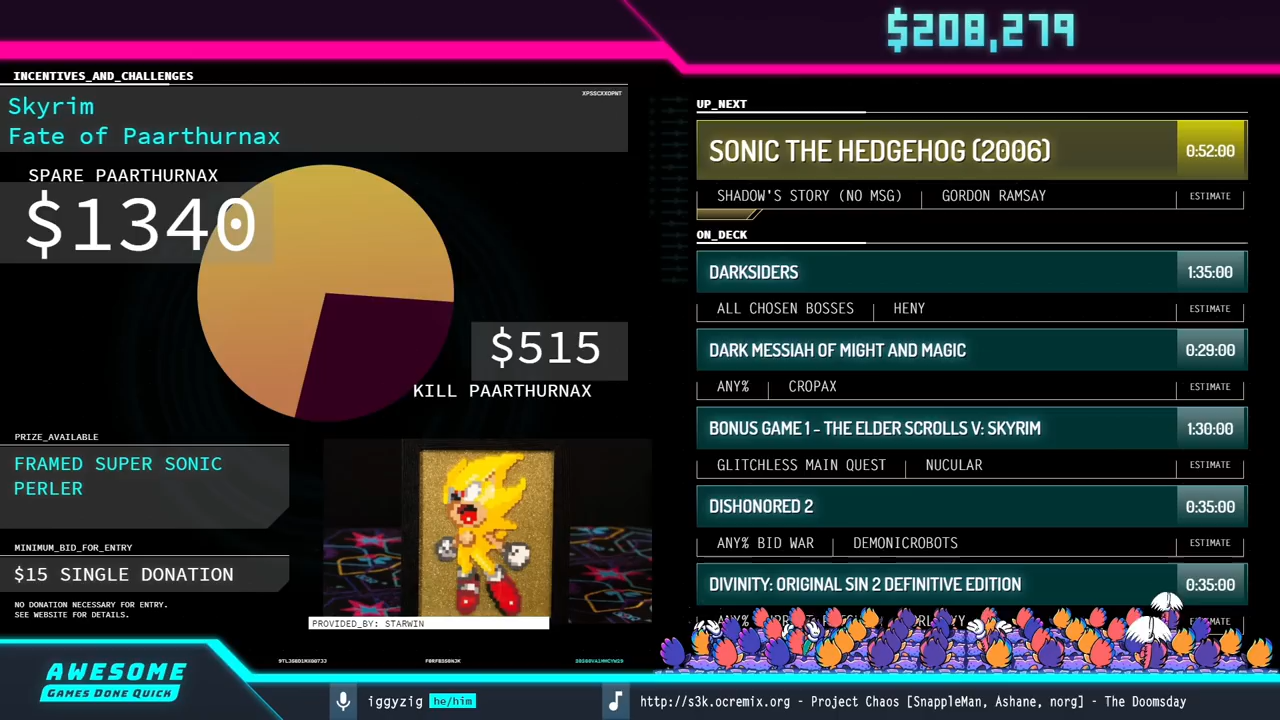 $208,279
INCENTIVES_AND_CHALLENGES
Skyrim
Fate of Paarthurnax
SPARE PAARTHURNAX
$1340
$515
KILL PAARTHURNAX
PRIZE_AVAILABLE
FRAMED SUPER SONIC
PERLER
MINIMUM_BID_FOR_ENTRY
$15 SINGLE DONATION
NO DONATION NECESSARY FOR ENTRY.
SEE WEBSITE FOR DETAILS.
PROVIDED_BY: STARWIN
UP_NEXT
SONIC THE HEDGEHOG (2006) 0:52:00
SHADOW'S STORY (NO MSG) GORDON RAMSAY ESTIMATE
ON_DECK
DARKSIDERS 1:35:00
ALL CHOSEN BOSSES HENY ESTIMATE
DARK MESSIAH OF MIGHT AND MAGIC 0:29:00
ANY% CROPAX ESTIMATE
BONUS GAME 1 - THE ELDER SCROLLS V: SKYRIM 1:30:00
GLITCHLESS MAIN QUEST NUCULAR ESTIMATE
DISHONORED 2 0:35:00
ANY% BID WAR DEMONICROBOTS ESTIMATE
DIVINITY: ORIGINAL SIN 2 DEFINITIVE EDITION 0:35:00
AWESOME
GAMES DONE QUICK
iggyzig he/him
http://s3k.ocremix.org - Project Chaos [SnappleMan, Ashane, norg] - The Doomsday